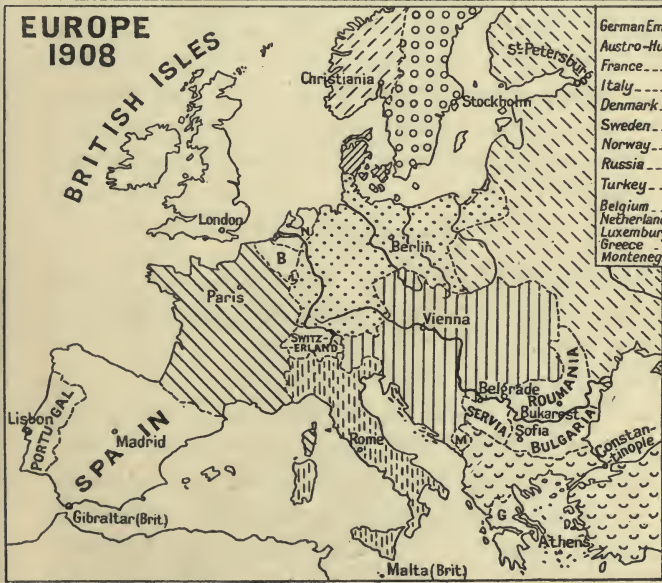 EUROPE
1908
German Em
Austro-Hu
France
Italy
Denmark
Sweden
Norway
Russia
Turkey
Belgium
Netherland
Luxembur
Greece
Monteneg
BRITISH ISLES
Christiania
St Petersburg
Stockholm
London
N
Berlin
B
L
Paris
Vienna
SWITZ-
ERLAND
ROUMANIA
Belgrade
Bukarest
SERVIA
Sofia
BULGARIA
M
Constan-
tinople
Lisbon
PORTUGAL
Madrid
SPAIN
Rome
Gibraltar (Brit.)
G
Athens
Malta (Brit)